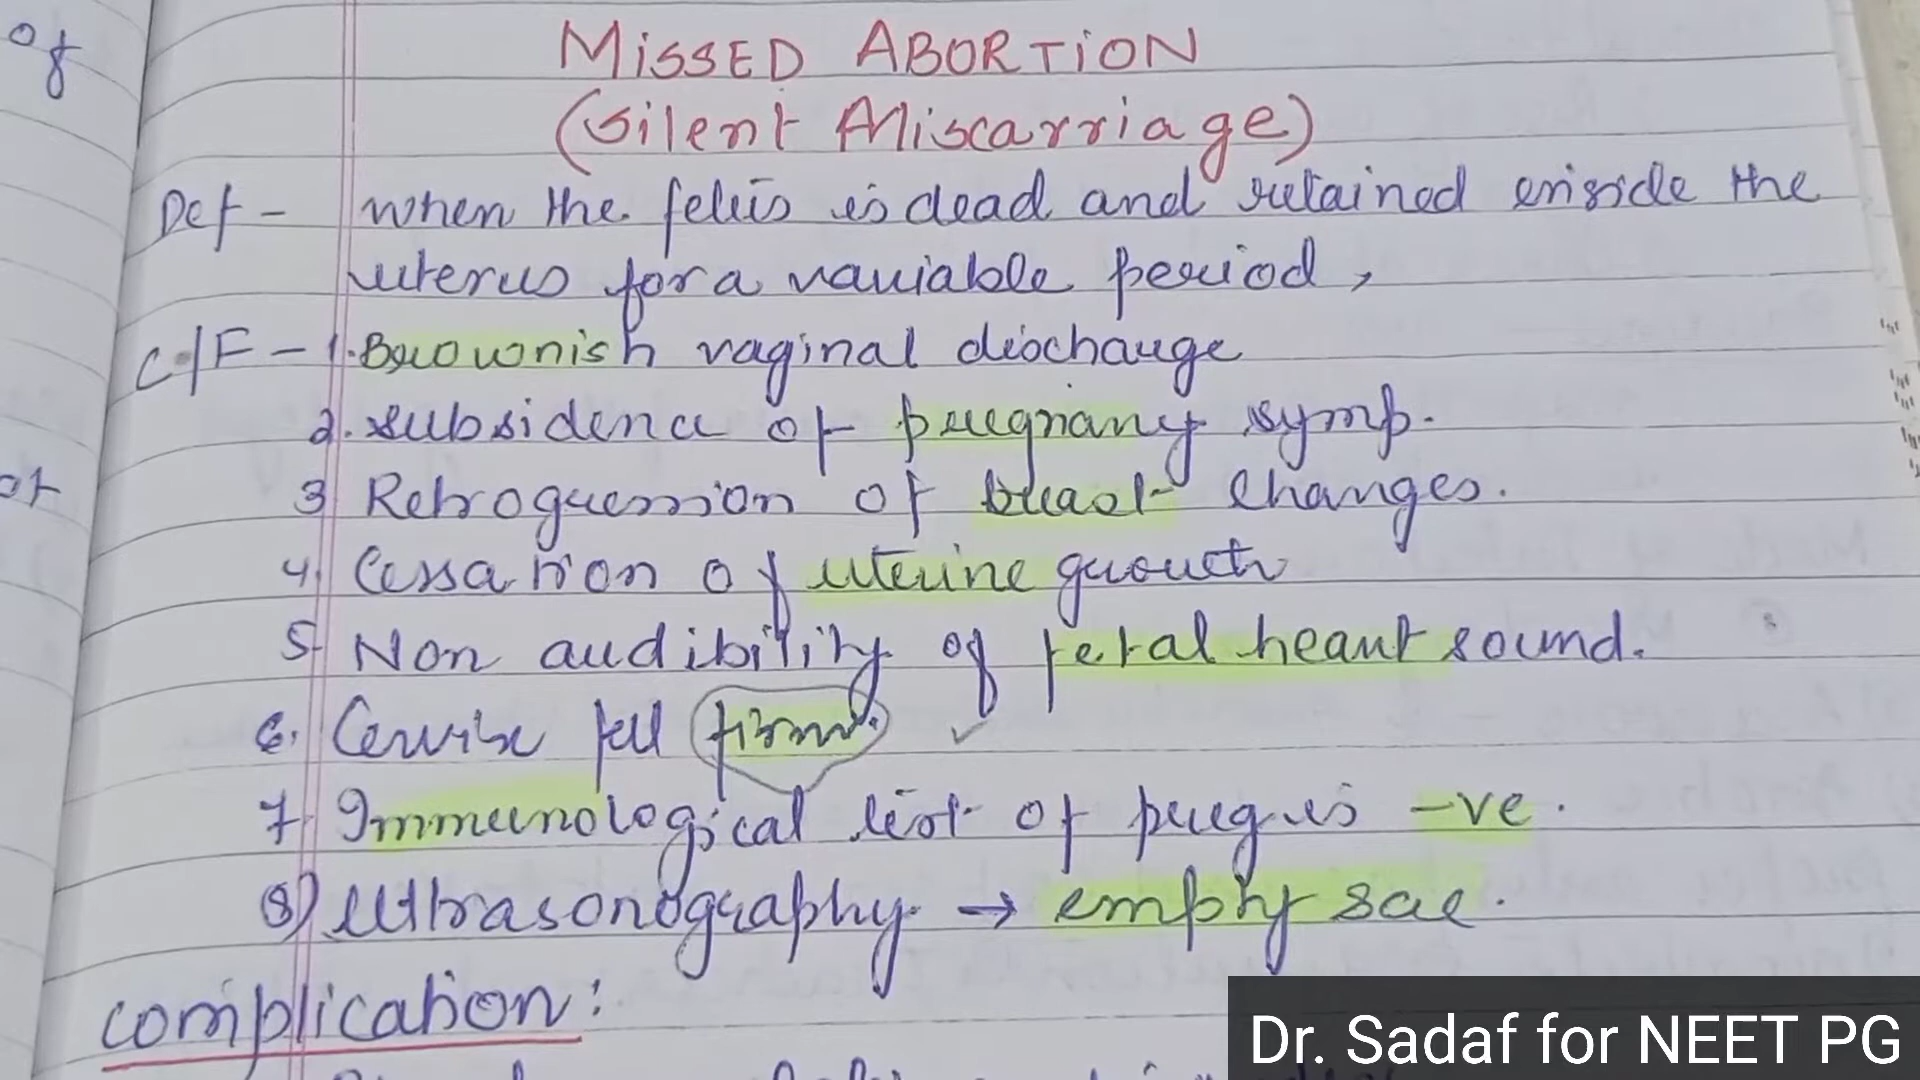 of
MISSED ABORTION
(Silent Miscarriage)
Def - when the fetus is dead and retained inside the
uterus for a variable period,
C/F - 1. Brownish vaginal discharge
2. subsidence of pregnancy symp.
of
3 Retrogression of breast changes.
4. Cessation of uterine growth
5. Non audibility of fetal heart sound.
6. Cervix fell firm.
7. Immunological test of preg is -ve.
8) Ultrasonography → empty sac.
complication:
Dr. Sadaf for NEET PG